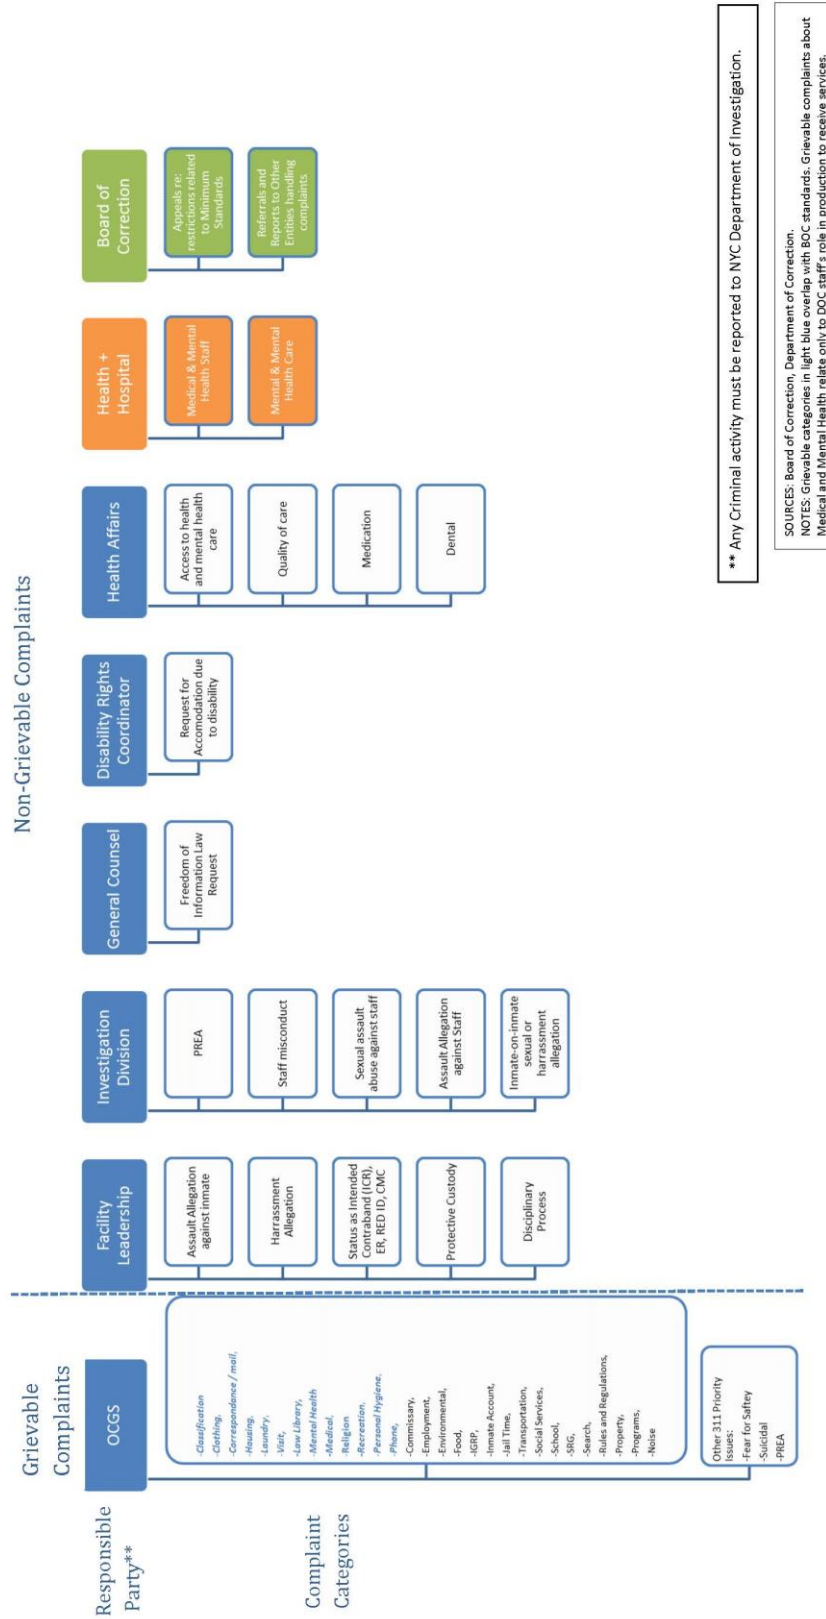 Grievable
Complaints
Non-Grievable Complaints
Responsible
Party**
OCGS
Facility
Leadership
Investigation
Division
General Counsel
Disability Rights
Coordinator
Health Affairs
Health +
Hospital
Board of
Correction
Complaint
Categories
-Classification
-Clothing,
-Correspondance / mail,
-Housing,
-Laundry,
-Visit,
-Law Library,
-Mental Health
-Medical,
-Religion
-Recreation,
-Personal Hygiene,
-Phone,
-Commissary,
-Employment,
-Environmental,
-Food,
-IGRP,
-Inmate Account,
-Jail Time,
-Transportation,
-Social Services,
-School,
-SRG,
-Search,
-Rules and Regulations,
-Property,
-Programs,
-Noise
Other 311 Priority
Issues:
-Fear for Saftey
-Suicidal
-PREA
Assault Allegation
against inmate
Harrassment
Allegation
Status as Intended
Contraband (ICR),
ER, RED ID, CMC
Protective Custody
Disciplinary
Process
PREA
Staff misconduct
Sexual assault
abuse against staff
Assault Allegation
against Staff
Inmate-on-inmate
sexual or
harrassment
allegation
Freedom of
Information Law
Request
Request for
Accomodation due
to disability
Access to health
and mental health
care
Quality of care
Medication
Dental
Medical & Mental
Health Staff
Mental & Mental
Health Care
Appeals re:
restrictions related
to Minimum
Standards
Referrals and
Reports to Other
Entities handling
complaints
** Any Criminal activity must be reported to NYC Department of Investigation.
SOURCES: Board of Correction, Department of Correction.
NOTES: Grievable categories in light blue overlap with BOC standards. Grievable complaints about
Medical and Mental Health relate only to DOC staff's role in production to receive services.